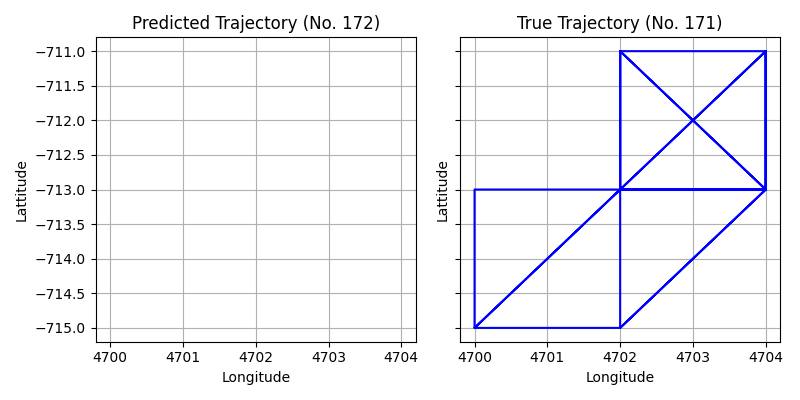 Predicted Trajectory (No. 172)
−711.0
−711.5
−712.0
−712.5
−713.0
−713.5
−714.0
−714.5
−715.0
Lattitude
4700 4701 4702 4703 4704
Longitude
True Trajectory (No. 171)
Lattitude
4700 4701 4702 4703 4704
Longitude